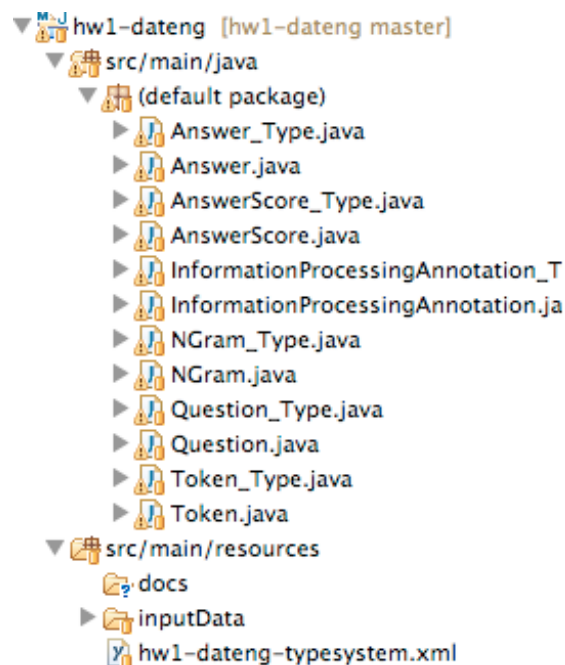 hw1-dateng [hw1-dateng master]
src/main/java
(default package)
Answer_Type.java
Answer.java
AnswerScore_Type.java
AnswerScore.java
InformationProcessingAnnotation_T
InformationProcessingAnnotation.ja
NGram_Type.java
NGram.java
Question_Type.java
Question.java
Token_Type.java
Token.java
src/main/resources
docs
inputData
hw1-dateng-typesystem.xml